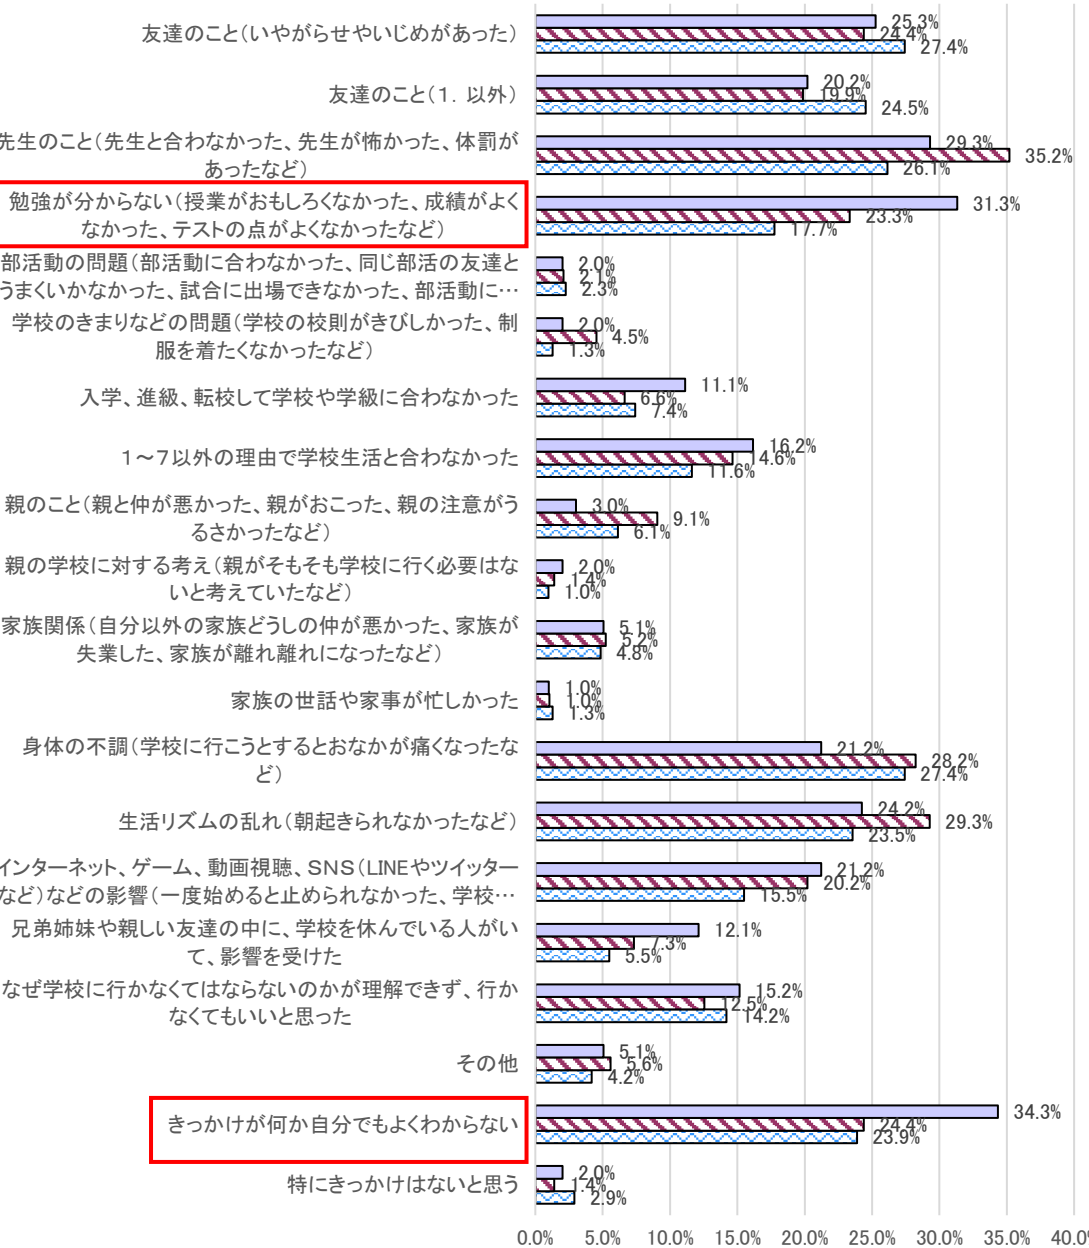 友達のこと(いやがらせやいじめがあった)
25.3%
24.4%
27.4%
友達のこと(1. 以外)
20.2%
19.9%
24.5%
先生のこと(先生と合わなかった、先生が怖かった、体罰が
あったなど)
29.3%
35.2%
26.1%
勉強が分からない(授業がおもしろくなかった、成績がよく
なかった、テストの点がよくなかったなど)
31.3%
23.3%
17.7%
部活動の問題(部活動に合わなかった、同じ部活の友達と
うまくいかなかった、試合に出場できなかった、部活動に…
2.0%
2.1%
2.3%
学校のきまりなどの問題(学校の校則がきびしかった、制
服を着たくなかったなど)
2.0%
4.5%
1.3%
入学、進級、転校して学校や学級に合わなかった
11.1%
6.6%
7.4%
1～7以外の理由で学校生活と合わなかった
16.2%
14.6%
11.6%
親のこと(親と仲が悪かった、親がおこった、親の注意がう
るさかったなど)
3.0%
9.1%
6.1%
親の学校に対する考え(親がそもそも学校に行く必要はな
いと考えていたなど)
2.0%
1.4%
1.0%
家族関係(自分以外の家族どうしの仲が悪かった、家族が
失業した、家族が離れ離れになったなど)
5.1%
5.2%
4.8%
家族の世話や家事が忙しかった
1.0%
1.0%
1.3%
身体の不調(学校に行こうとするとおなかが痛くなったな
ど)
21.2%
28.2%
27.4%
生活リズムの乱れ(朝起きられなかったなど)
24.2%
29.3%
23.5%
インターネット、ゲーム、動画視聴、SNS(LINEやツイッター
など)などの影響(一度始めると止められなかった、学校…
21.2%
20.2%
15.5%
兄弟姉妹や親しい友達の中に、学校を休んでいる人がい
て、影響を受けた
12.1%
7.3%
5.5%
なぜ学校に行かなくてはならないのかが理解できず、行か
なくてもいいと思った
15.2%
12.5%
14.2%
その他
5.1%
5.6%
4.2%
きっかけが何か自分でもよくわからない
34.3%
24.4%
23.9%
特にきっかけはないと思う
2.0%
1.4%
2.9%
0.0% 5.0% 10.0% 15.0% 20.0% 25.0% 30.0% 35.0% 40.0